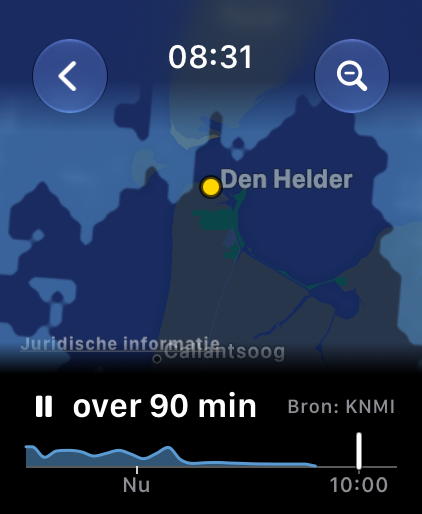 08:31
Den Helder
Juridische informatie
Callantsoog
over 90 min
Bron: KNMI
Nu
10:00